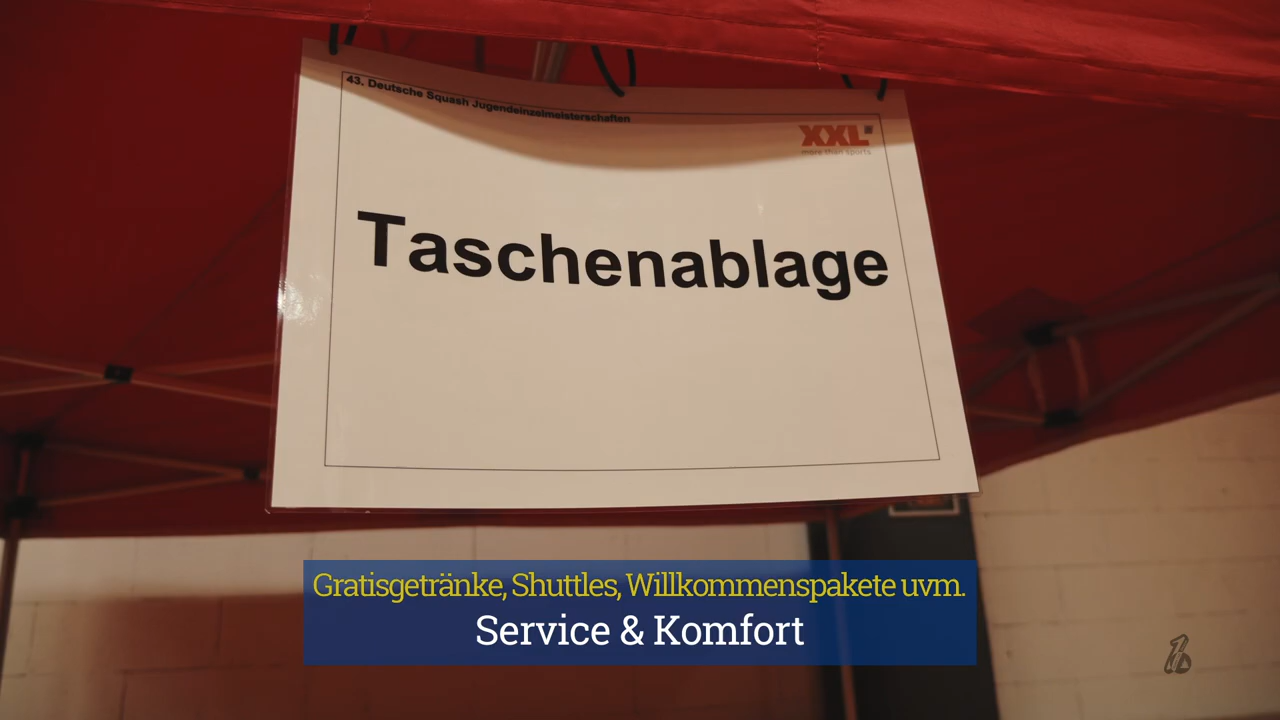 43. Deutsche Squash Jugendeinzelmeisterschaften
XXL
more than sports
Taschenablage
Gratisgetränke, Shuttles, Willkommenspakete uvm.
Service & Komfort